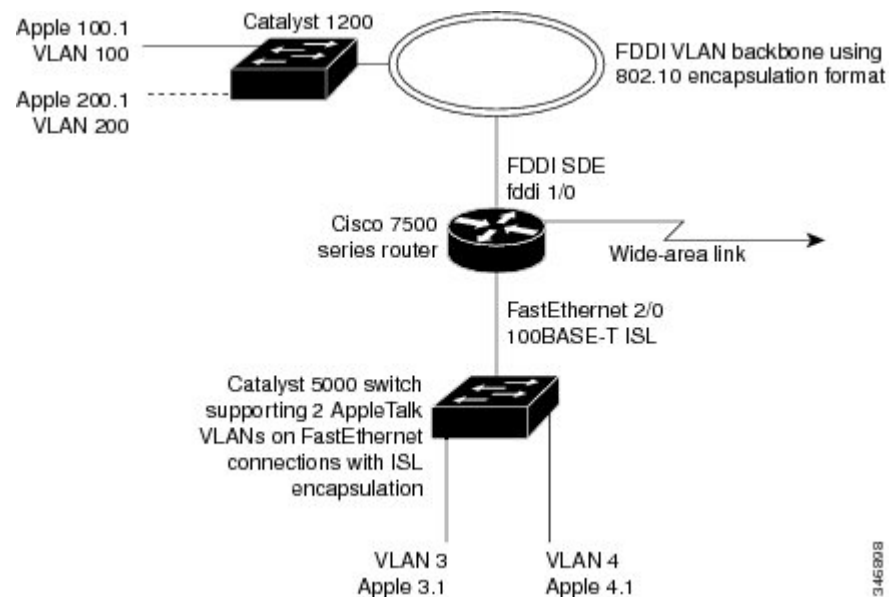 Apple 100.1
VLAN 100
Catalyst 1200
FDDI VLAN backbone using
802.10 encapsulation format
Apple 200.1
VLAN 200
FDDI SDE
fddi 1/0
Cisco 7500
series router
Wide-area link
FastEthernet 2/0
100BASE-T ISL
Catalyst 5000 switch
supporting 2 AppleTalk
VLANs on FastEthernet
connections with ISL
encapsulation
VLAN 3
Apple 3.1
VLAN 4
Apple 4.1